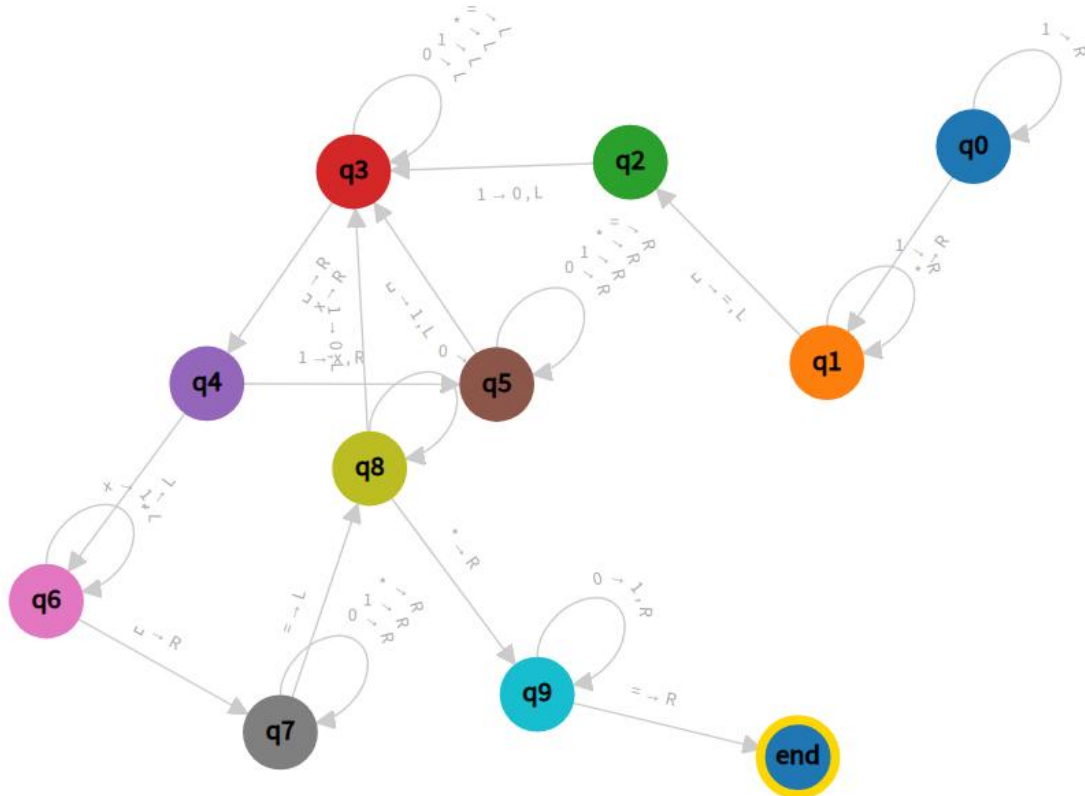 * = → L
1 → L
0 → L
1 → R
q3
q2
q0
1 → 0, L
* = → R
1 → R
0 → R
1 → R
* → R
␣ → R
x → R
␣ → 1, L
␣ → =, L
1 → 0, L
1 → x, R
0 →
q4
q5
q1
q8
x → 1, L
* → L
* → R
q6
␣ → R
= → L
* → R
1 → R
0 → R
0 → 1, R
q7
q9
= → R
end